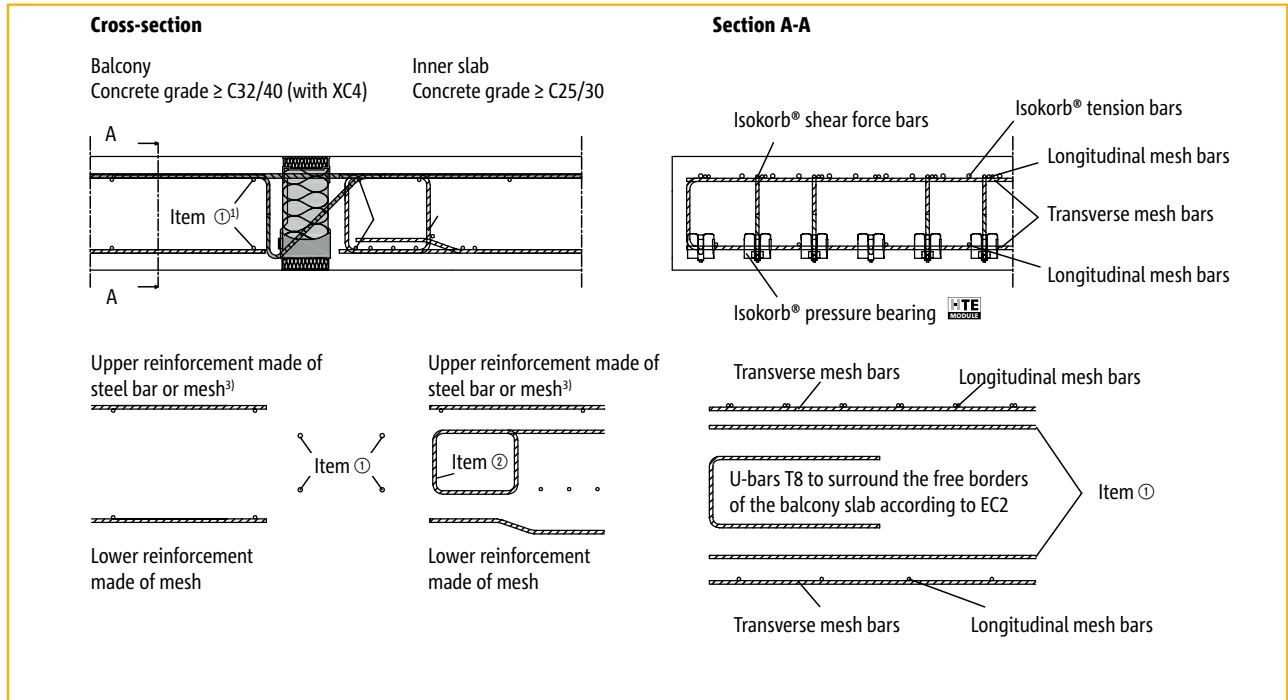 Cross-section
Balcony
Concrete grade ≥ C32/40 (with XC4)
Inner slab
Concrete grade ≥ C25/30
A
Item ①¹⁾
A
Section A-A
Isokorb® shear force bars
Isokorb® tension bars
Longitudinal mesh bars
Transverse mesh bars
Longitudinal mesh bars
Isokorb® pressure bearing HTE MODULE
Upper reinforcement made of
steel bar or mesh³⁾
Item ①
Lower reinforcement
made of mesh
Upper reinforcement made of
steel bar or mesh³⁾
Item ②
Lower reinforcement
made of mesh
Transverse mesh bars
Longitudinal mesh bars
U-bars T8 to surround the free borders
of the balcony slab according to EC2
Item ①
Transverse mesh bars
Longitudinal mesh bars